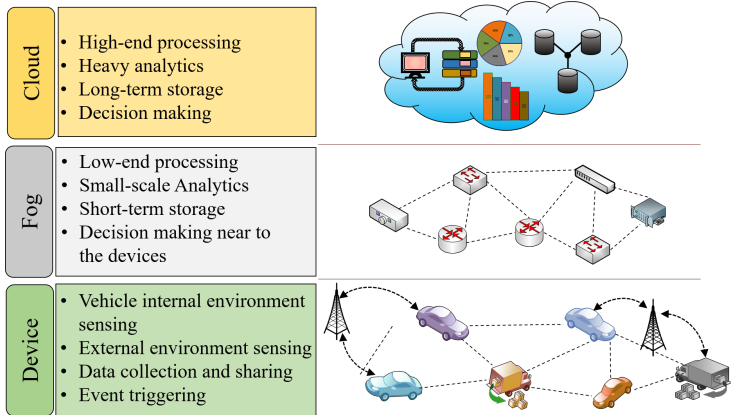 Cloud
• High-end processing
• Heavy analytics
• Long-term storage
• Decision making
Fog
• Low-end processing
• Small-scale Analytics
• Short-term storage
• Decision making near to
the devices
Device
• Vehicle internal environment
sensing
• External environment sensing
• Data collection and sharing
• Event triggering